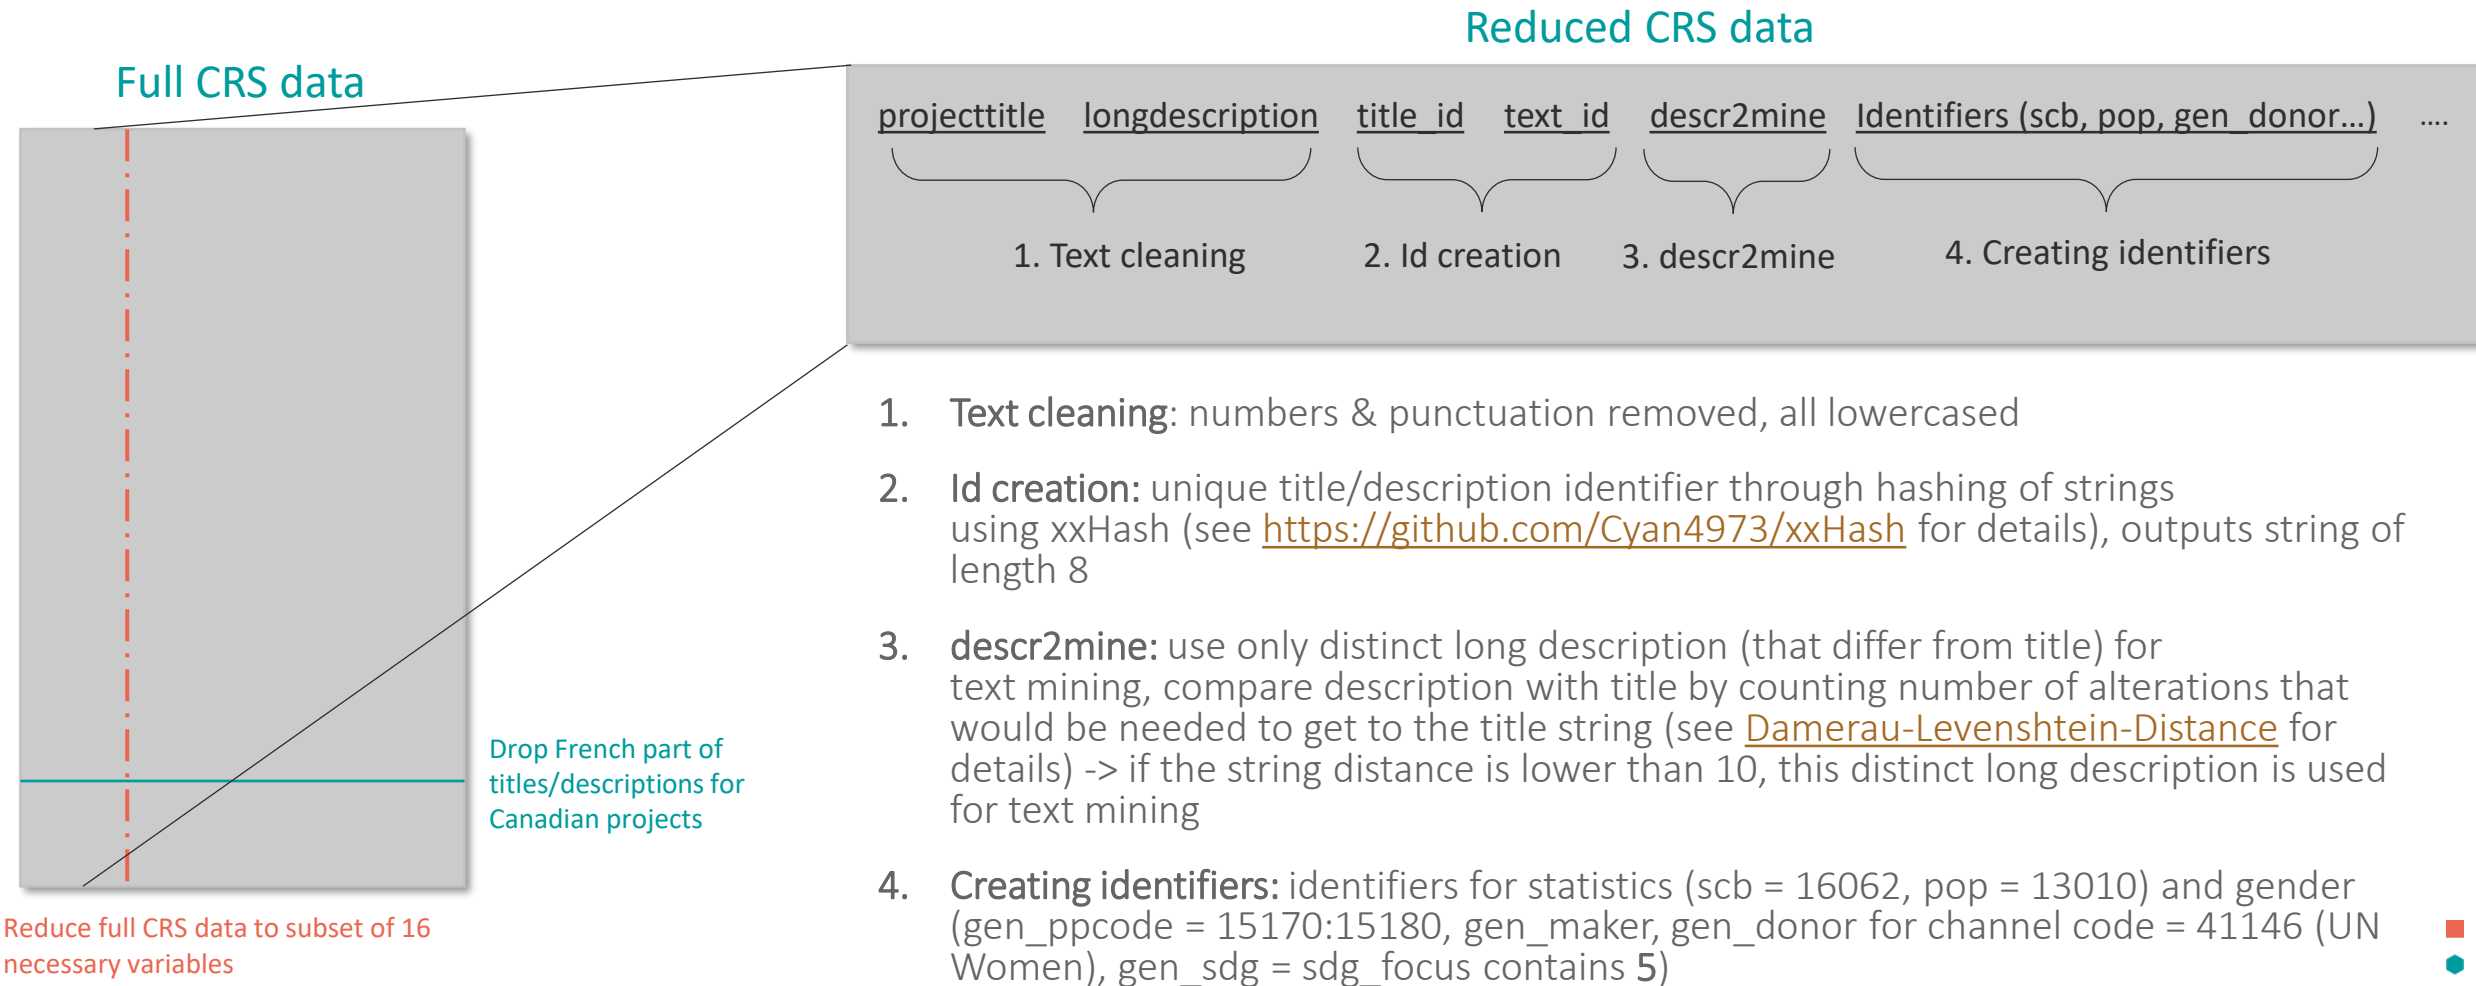 Reduced CRS data
Full CRS data
projecttitle longdescription title_id text_id descr2mine Identifiers (scb, pop, gen_donor...) ....
1. Text cleaning 2. Id creation 3. descr2mine 4. Creating identifiers
1. Text cleaning: numbers & punctuation removed, all lowercased
2. Id creation: unique title/description identifier through hashing of strings
using xxHash (see https://github.com/Cyan4973/xxHash for details), outputs string of
length 8
3. descr2mine: use only distinct long description (that differ from title) for
text mining, compare description with title by counting number of alterations that
would be needed to get to the title string (see Damerau-Levenshtein-Distance for
details) -> if the string distance is lower than 10, this distinct long description is used
for text mining
4. Creating identifiers: identifiers for statistics (scb = 16062, pop = 13010) and gender
(gen_ppcode = 15170:15180, gen_maker, gen_donor for channel code = 41146 (UN
Women), gen_sdg = sdg_focus contains 5)
Drop French part of
titles/descriptions for
Canadian projects
Reduce full CRS data to subset of 16
necessary variables